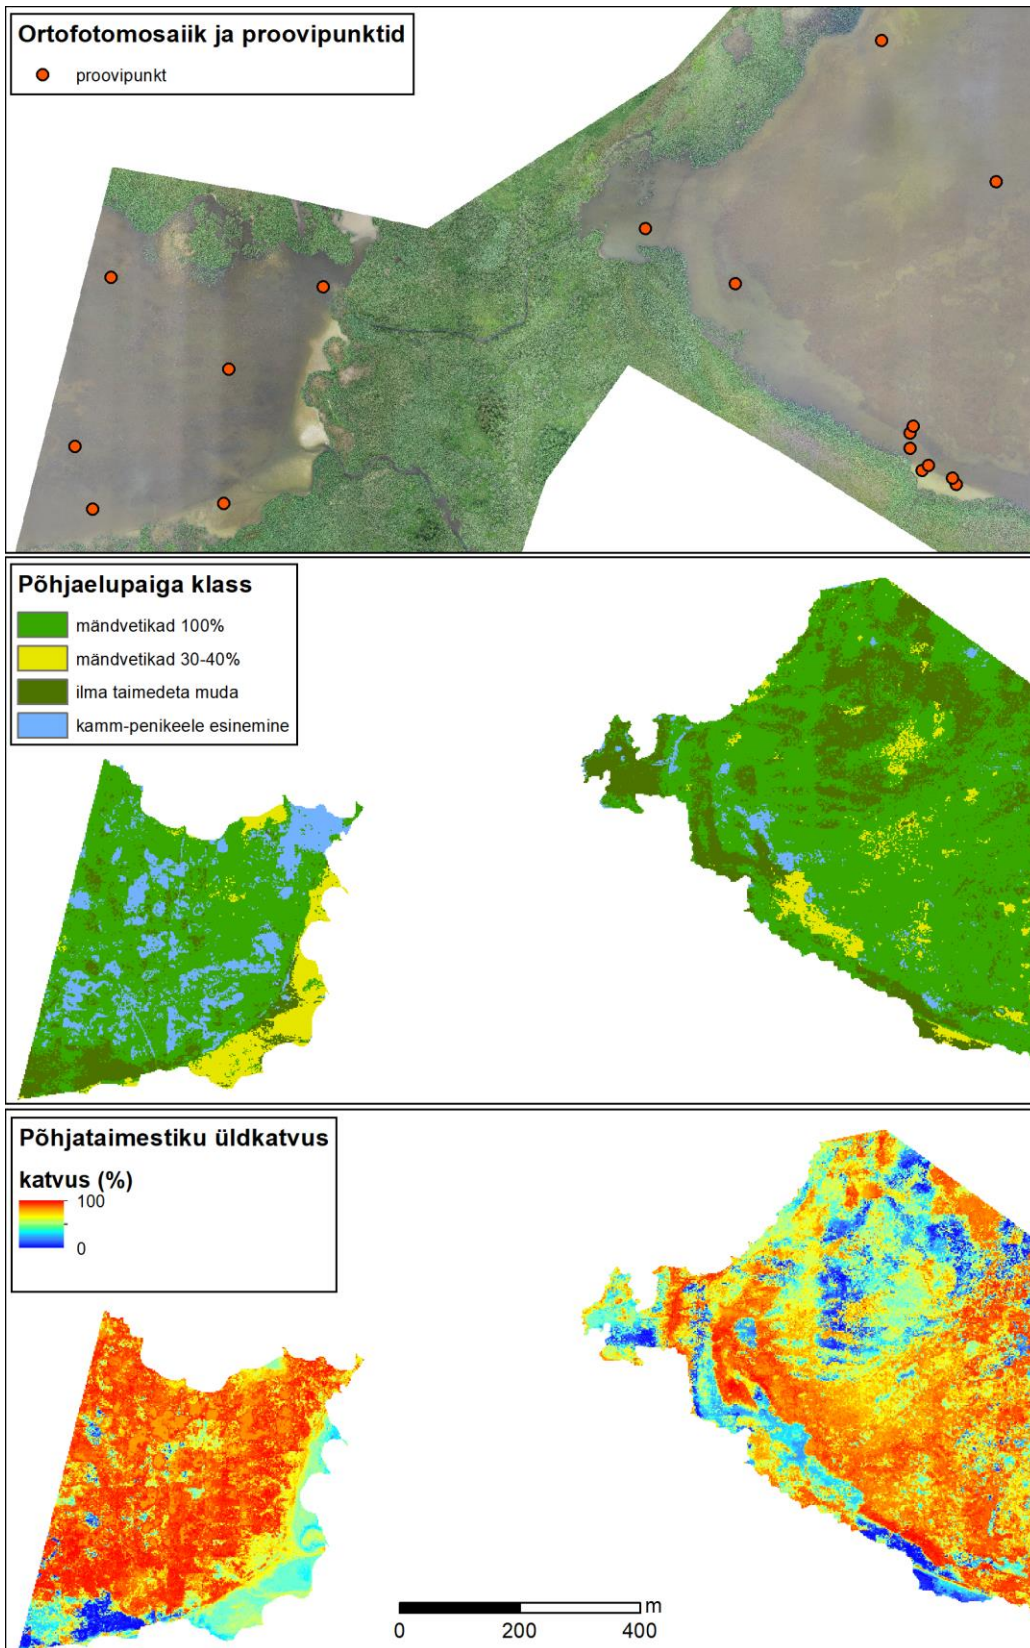 Ortofotomosaiik ja proovipunktid
proovipunkt
Põhjaelupaiga klass
mändvetikad 100%
mändvetikad 30-40%
ilma taimedeta muda
kamm-penikeele esinemine
Põhjataimestiku üldkatvus
katvus (%)
100
0
m
0 200 400